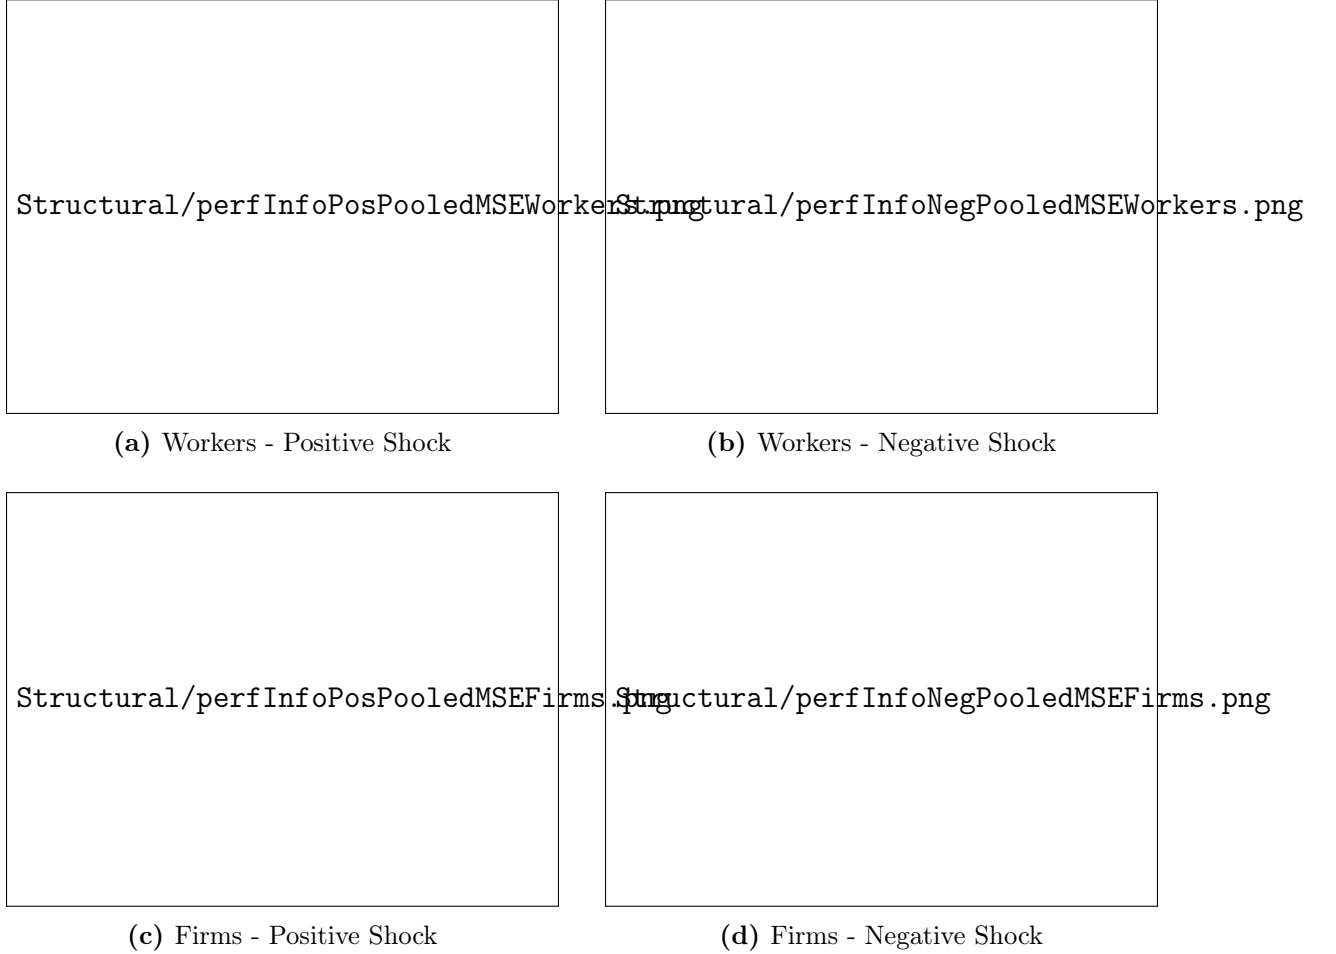 Structural/perfInfoPosPooledMSEWorkers.png
Structural/perfInfoNegPooledMSEWorkers.png
(a) Workers - Positive Shock
(b) Workers - Negative Shock
Structural/perfInfoPosPooledMSEFirms.png
Structural/perfInfoNegPooledMSEFirms.png
(c) Firms - Positive Shock
(d) Firms - Negative Shock